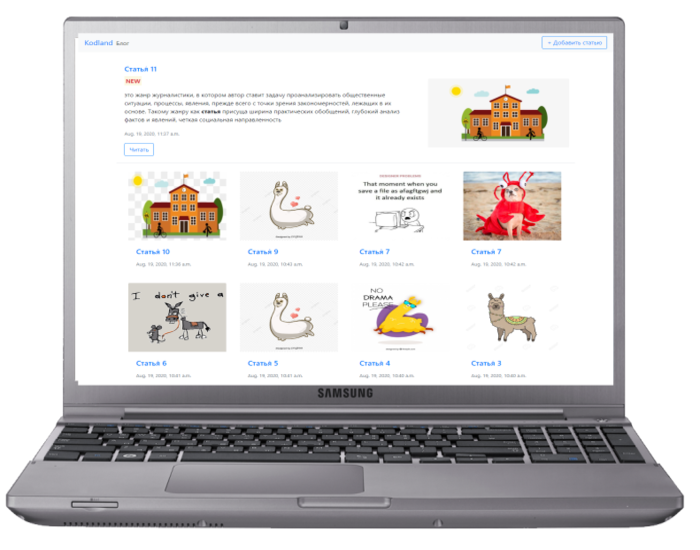 Kodland Блог
+ Добавить статью
Статья 11
NEW
это жанр журналистики, в котором автор ставит задачу проанализировать общественные
ситуации, процессы, явления, прежде всего с точки зрения закономерностей, лежащих в их
основе. Такому жанру как статья присуща ширина практических обобщений, глубокий анализ
фактов и явлений, четкая социальная направленность
Aug. 19, 2020, 11:27 a.m.
Читать
That moment when you
save a file as afagftgwj and
it already exists
Статья 10
Статья 9
Статья 7
Статья 7
Aug. 19, 2020, 11:26 a.m.
Aug. 19, 2020, 10:43 a.m.
Aug. 19, 2020, 10:42 a.m.
Aug. 19, 2020, 10:42 a.m.
I don't give a
NO
DRAMA
PLEASE
Статья 6
Статья 5
Статья 4
Статья 3
Aug. 19, 2020, 10:41 a.m.
Aug. 19, 2020, 10:41 a.m.
Aug. 19, 2020, 10:40 a.m.
Aug. 19, 2020, 10:40 a.m.
SAMSUNG